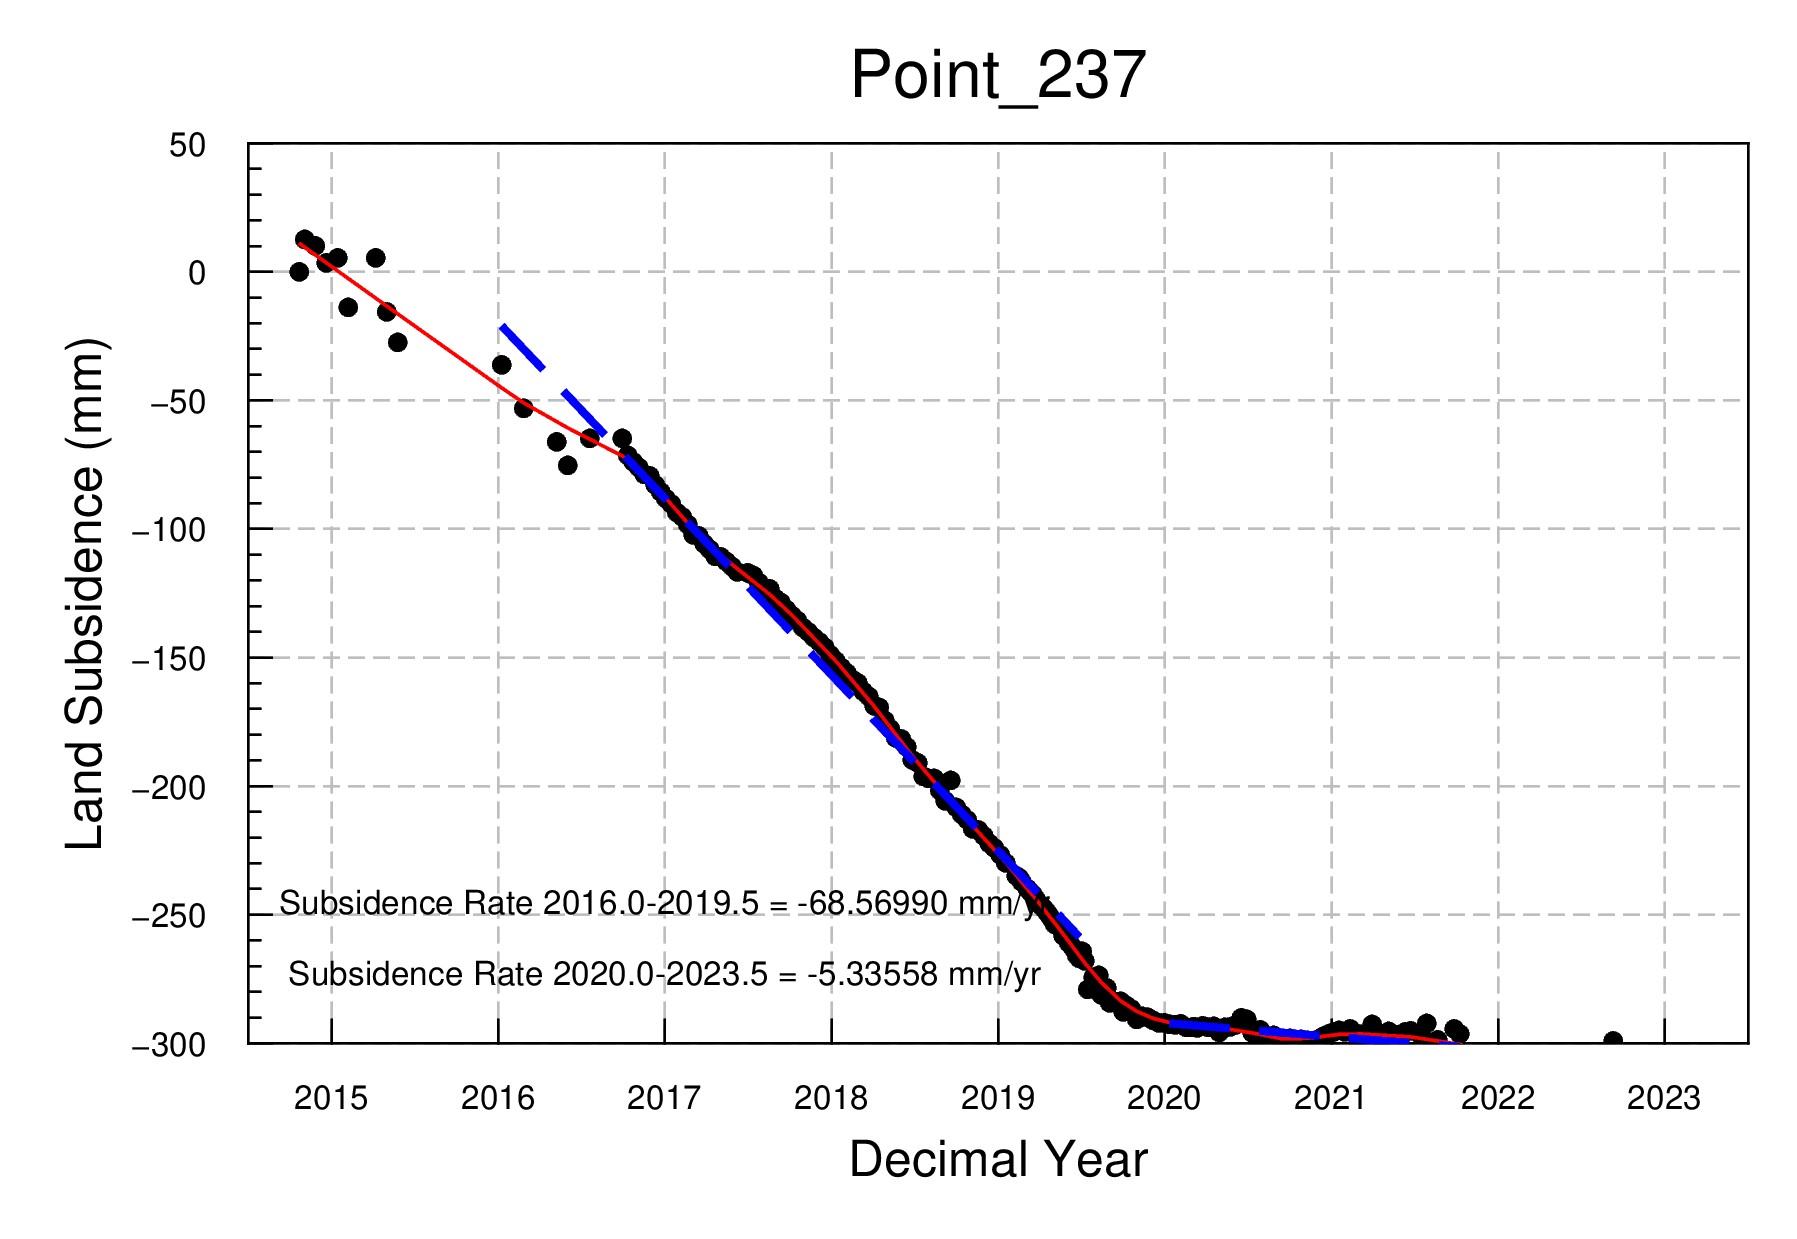 Point_237
50
0
−50
−100
−150
−200
−250
−300
Land Subsidence (mm)
Subsidence Rate 2016.0-2019.5 = -68.56990 mm/yr
Subsidence Rate 2020.0-2023.5 = -5.33558 mm/yr
2015 2016 2017 2018 2019 2020 2021 2022 2023
Decimal Year